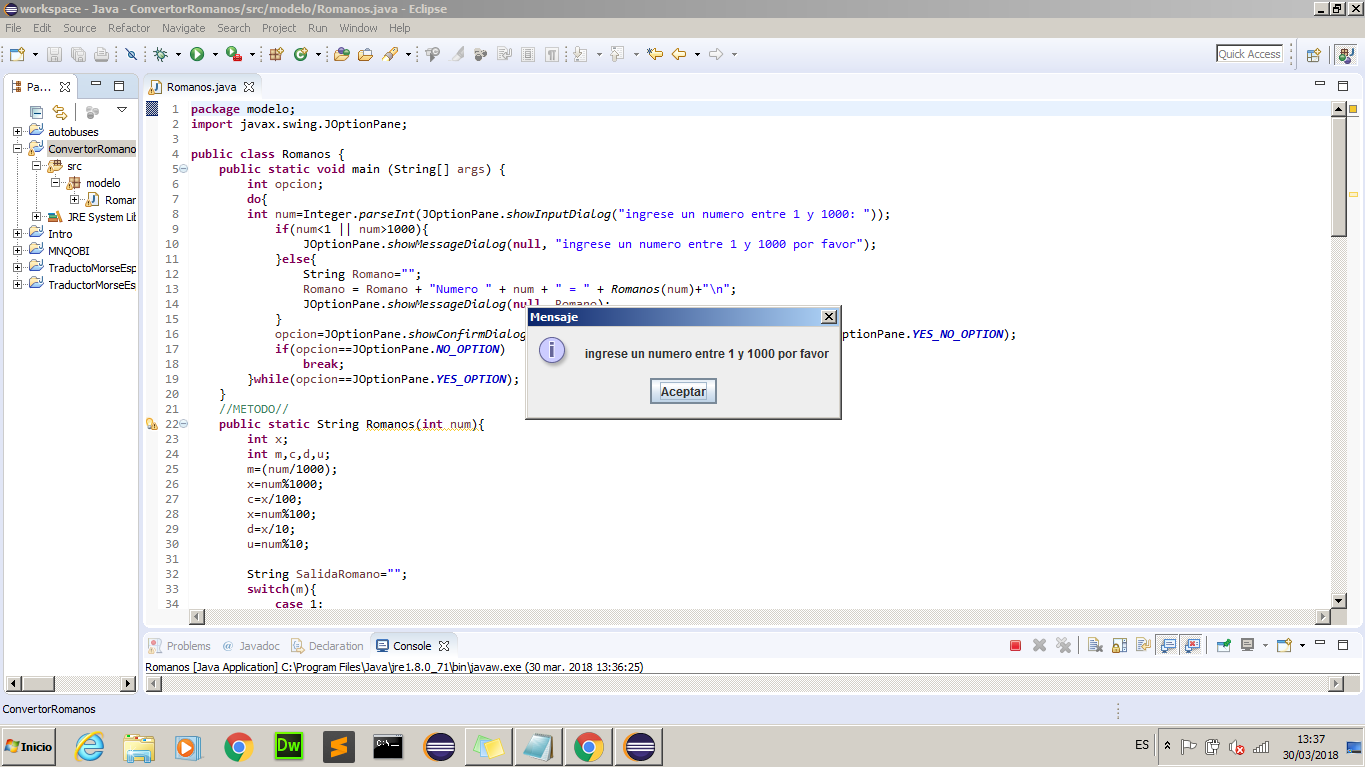 workspace - Java - ConvertorRomanos/src/modelo/Romanos.java - Eclipse
File Edit Source Refactor Navigate Search Project Run Window Help
Quick Access
Pa...
Romanos.java
autobuses
ConvertorRomano
src
modelo
Romar
JRE System Lit
Intro
MNQOBI
TraductoMorseEsp
TraductorMorseEs
1 package modelo;
2 import javax.swing.JOptionPane;
3
4 public class Romanos {
5 public static void main (String[] args) {
6 int opcion;
7 do{
8 int num=Integer.parseInt(JOptionPane.showInputDialog("ingrese un numero entre 1 y 1000: "));
9 if(num<1 || num>1000){
10 JOptionPane.showMessageDialog(null, "ingrese un numero entre 1 y 1000 por favor");
11 }else{
12 String Romano="";
13 Romano = Romano + "Numero " + num + " = " + Romanos(num)+"\n";
14 JOptionPane.showMessageDialog(null, Romano);
15 }
16 opcion=JOptionPane.showConfirmDialog ptionPane.YES_NO_OPTION);
17 if(opcion==JOptionPane.NO_OPTION)
18 break;
19 }while(opcion==JOptionPane.YES_OPTION);
20 }
21 //METODO//
22 public static String Romanos(int num){
23 int x;
24 int m,c,d,u;
25 m=(num/1000);
26 x=num%1000;
27 c=x/100;
28 x=num%100;
29 d=x/10;
30 u=num%10;
31
32 String SalidaRomano="";
33 switch(m){
34 case 1:
Mensaje
ingrese un numero entre 1 y 1000 por favor
Aceptar
Problems @ Javadoc Declaration Console
Romanos [Java Application] C:\Program Files\Java\jre1.8.0_71\bin\javaw.exe (30 mar. 2018 13:36:25)
ConvertorRomanos
Inicio
Dw
C:\_
ES
13:37
30/03/2018